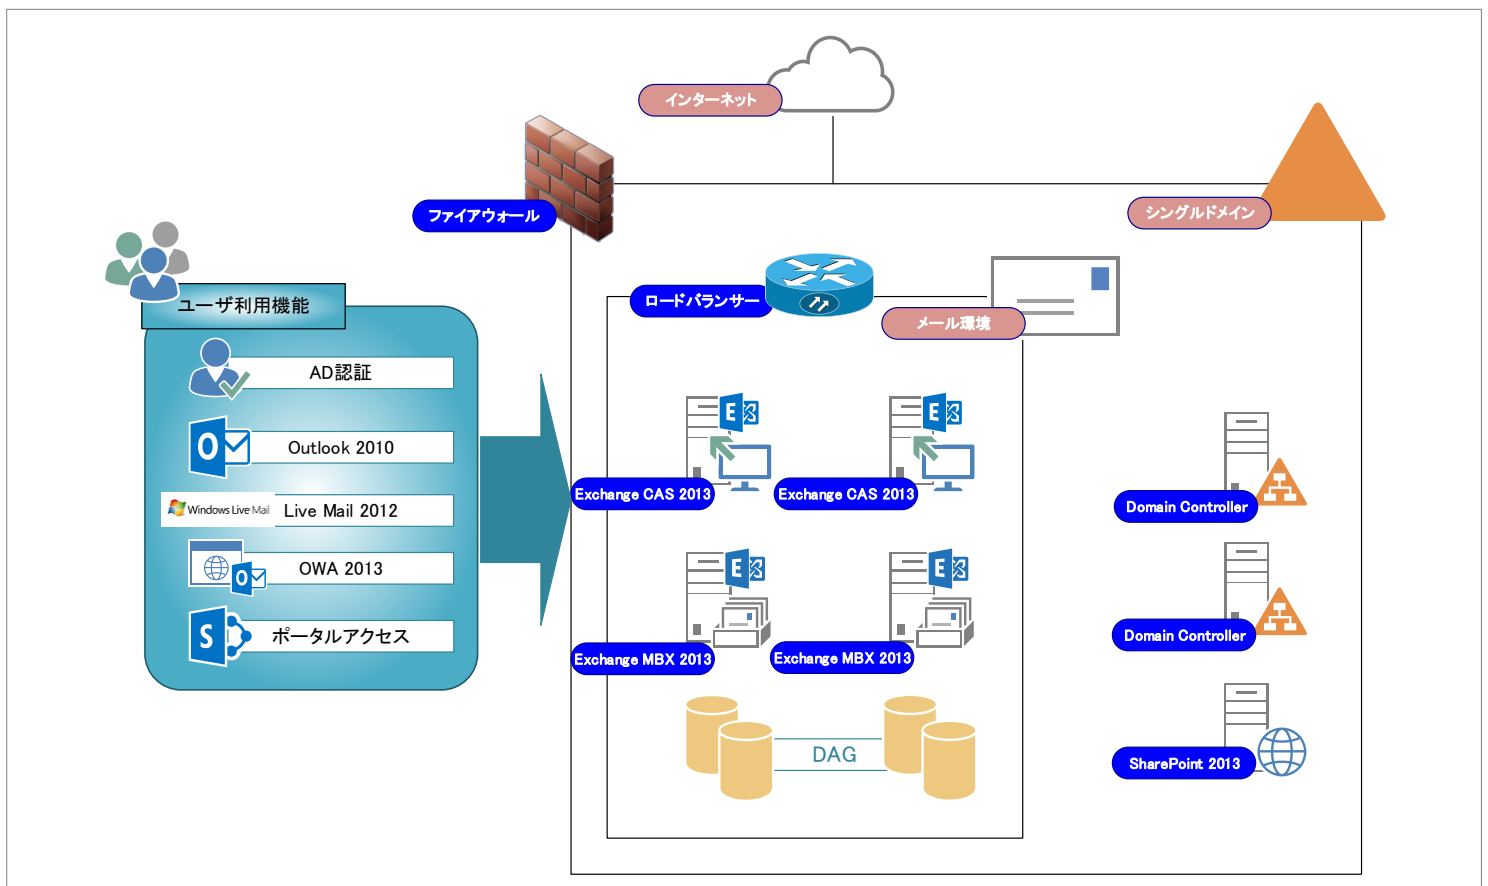 インターネット
ファイアウォール
シングルドメイン
ユーザ利用機能
ロードバランサー
メール環境
AD認証
Outlook 2010
Windows Live Mail
Live Mail 2012
OWA 2013
ポータルアクセス
Exchange CAS 2013
Exchange CAS 2013
Domain Controller
Exchange MBX 2013
Exchange MBX 2013
Domain Controller
DAG
SharePoint 2013